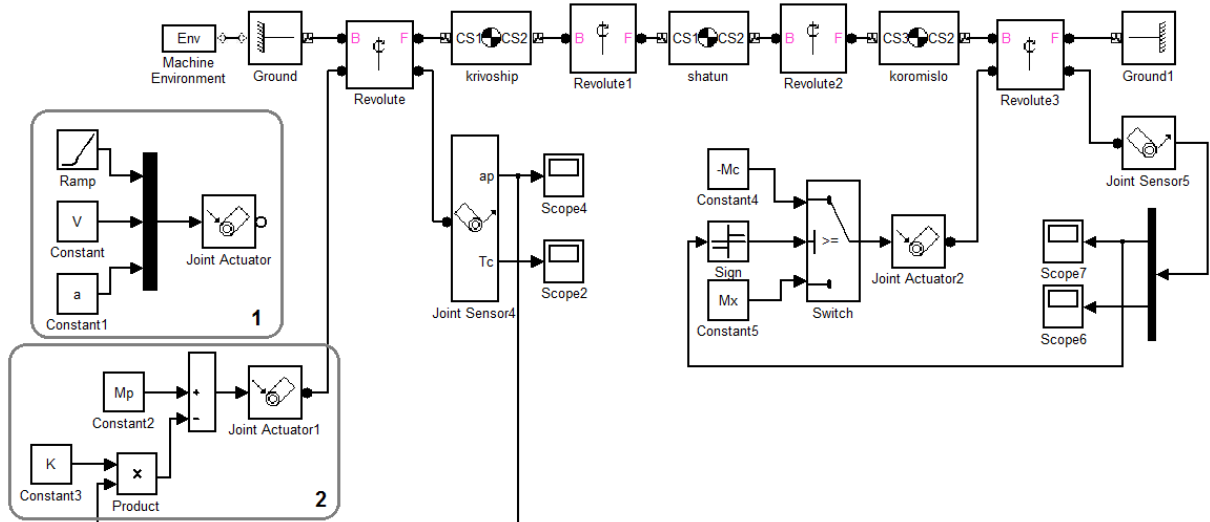 Env
Machine
Environment
Ground
B F
Revolute
CS1 CS2
krivoship
B F
Revolute1
CS1 CS2
shatun
B F
Revolute2
CS3 CS2
koromislo
B F
Revolute3
Ground1
Ramp
V
Constant
a
Constant1
Joint Actuator
1
ap
Tc
Joint Sensor4
Scope4
Scope2
-Mc
Constant4
Sign
Mx
Constant5
>=
Switch
Joint Actuator2
Joint Sensor5
Scope7
Scope6
Mp
Constant2
+
-
Joint Actuator1
K
Constant3
×
Product
2